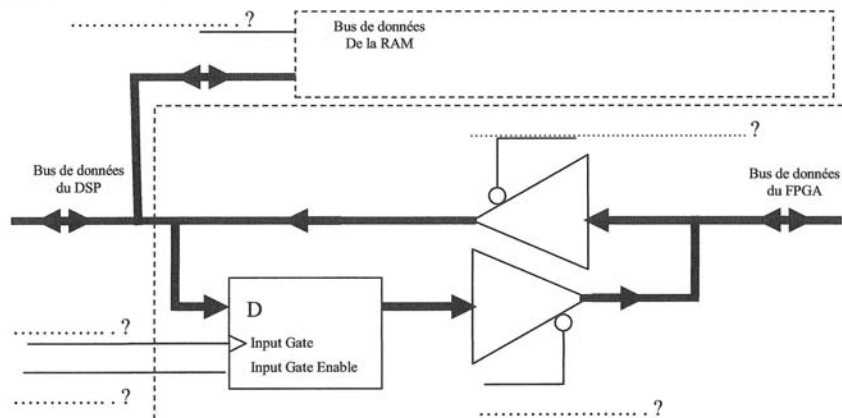 .................... ?
Bus de données
De la RAM
.................................................... ?
Bus de données
du DSP
Bus de données
du FPGA
D
................ ?
Input Gate
Input Gate Enable
................ ?
.......................... ?